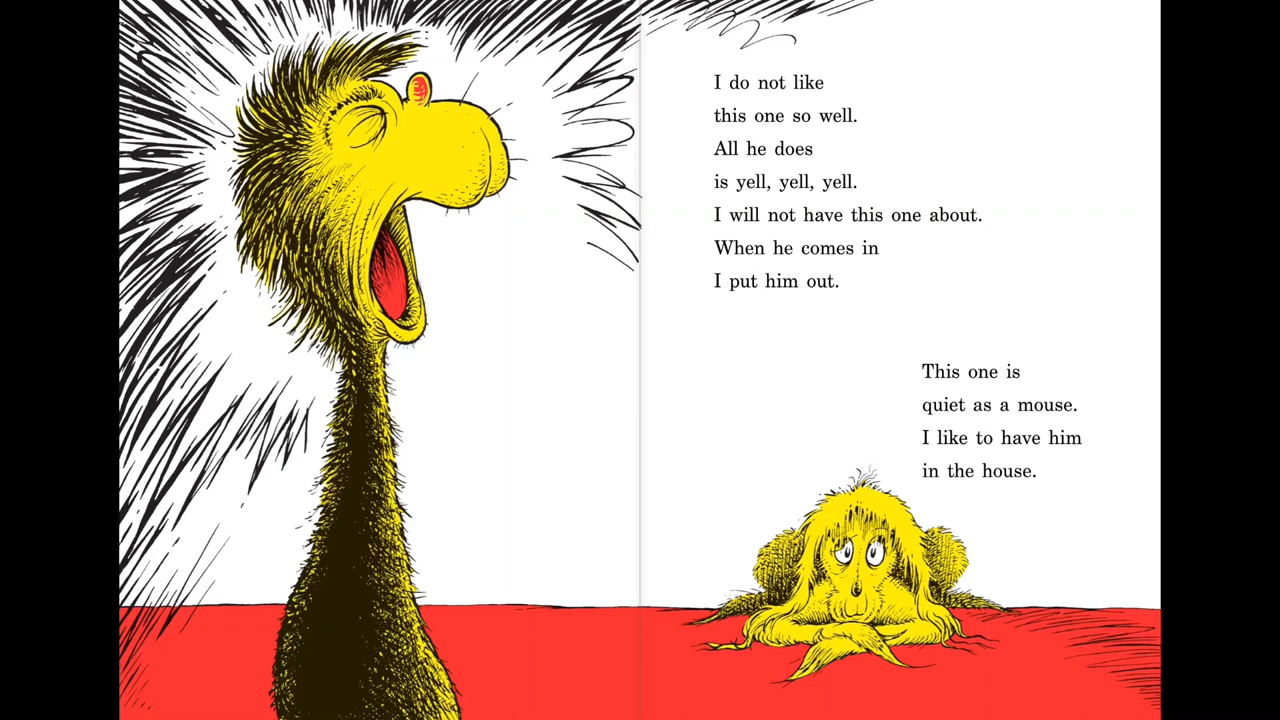 I do not like
this one so well.
All he does
is yell, yell, yell.
I will not have this one about.
When he comes in
I put him out.
This one is
quiet as a mouse.
I like to have him
in the house.